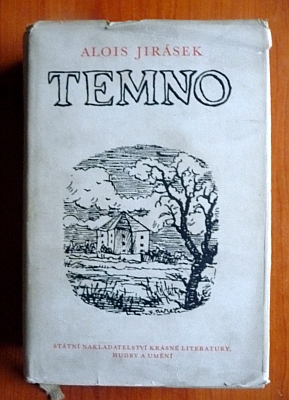 ALOIS JIRÁSEK
TEMNO
STÁTNÍ NAKLADATELSTVÍ KRÁSNÉ LITERATURY,
HUDBY A UMĚNÍ